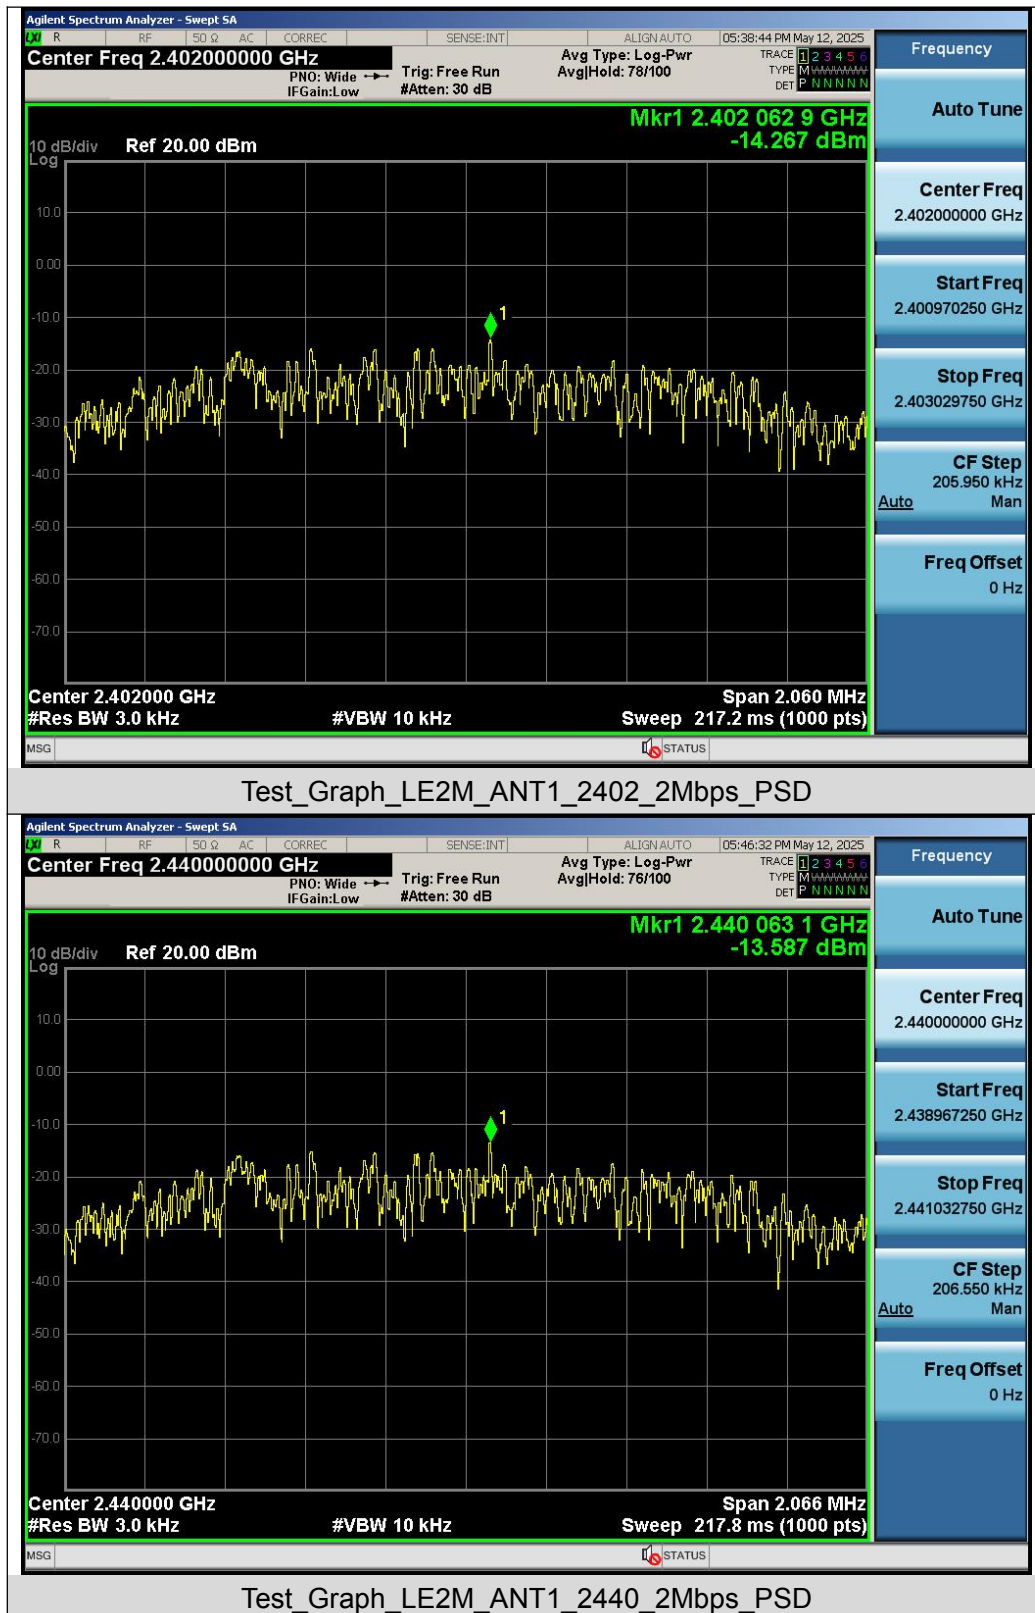 Agilent Spectrum Analyzer - Swept SA
LXI R RF 50 Ω AC CORREC SENSE:INT ALIGN AUTO 05:38:44 PM May 12, 2025
Center Freq 2.402000000 GHz
PNO: Wide
IFGain:Low
Trig: Free Run
#Atten: 30 dB
Avg Type: Log-Pwr
Avg|Hold: 78/100
TRACE 1 2 3 4 5 6
TYPE M
DET P N N N N N
Mkr1 2.402 062 9 GHz
-14.267 dBm
10 dB/div Ref 20.00 dBm
Log
10.0
0.00
-10.0
1
-20.0
-30.0
-40.0
-50.0
-60.0
-70.0
Center 2.402000 GHz Span 2.060 MHz
#Res BW 3.0 kHz #VBW 10 kHz Sweep 217.2 ms (1000 pts)
MSG STATUS
Frequency
Auto Tune
Center Freq
2.402000000 GHz
Start Freq
2.400970250 GHz
Stop Freq
2.403029750 GHz
CF Step
205.950 kHz
Auto Man
Freq Offset
0 Hz
Test_Graph_LE2M_ANT1_2402_2Mbps_PSD
Agilent Spectrum Analyzer - Swept SA
LXI R RF 50 Ω AC CORREC SENSE:INT ALIGN AUTO 05:46:32 PM May 12, 2025
Center Freq 2.440000000 GHz
PNO: Wide
IFGain:Low
Trig: Free Run
#Atten: 30 dB
Avg Type: Log-Pwr
Avg|Hold: 76/100
TRACE 1 2 3 4 5 6
TYPE M
DET P N N N N N
Mkr1 2.440 063 1 GHz
-13.587 dBm
10 dB/div Ref 20.00 dBm
Log
10.0
0.00
-10.0
1
-20.0
-30.0
-40.0
-50.0
-60.0
-70.0
Center 2.440000 GHz Span 2.066 MHz
#Res BW 3.0 kHz #VBW 10 kHz Sweep 217.8 ms (1000 pts)
MSG STATUS
Frequency
Auto Tune
Center Freq
2.440000000 GHz
Start Freq
2.438967250 GHz
Stop Freq
2.441032750 GHz
CF Step
206.550 kHz
Auto Man
Freq Offset
0 Hz
Test_Graph_LE2M_ANT1_2440_2Mbps_PSD